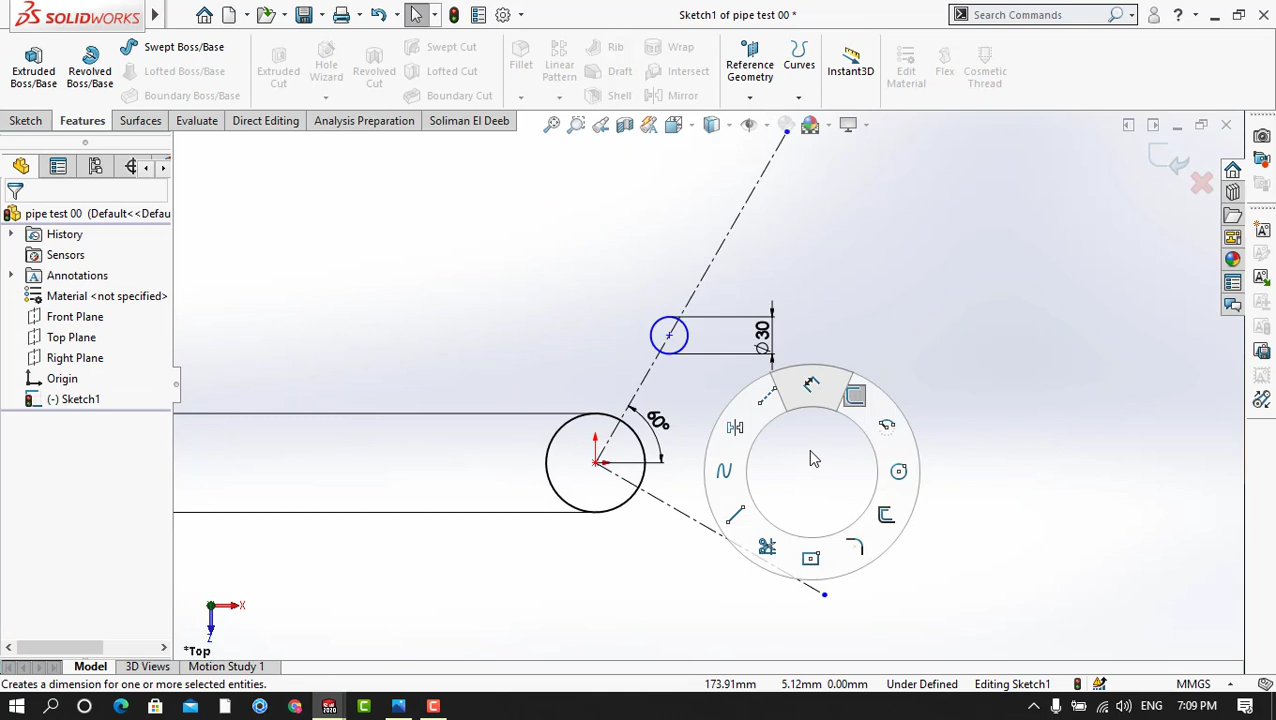 SOLIDWORKS
Sketch1 of pipe test 00 *
Search Commands
?
Extruded Boss/Base
Revolved Boss/Base
Swept Boss/Base
Lofted Boss/base
Boundary Boss/Base
Extruded Cut
Hole Wizard
Revolved Cut
Swept Cut
Lofted Cut
Boundary Cut
Fillet
Linear Pattern
Rib
Draft
Shell
Wrap
Intersect
Mirror
Reference Geometry
Curves
Instant3D
Edit Material
Flex
Cosmetic Thread
Sketch
Features
Surfaces
Evaluate
Direct Editing
Analysis Preparation
Soliman El Deeb
pipe test 00 (Default<<Defau
History
Sensors
Annotations
Material <not specified>
Front Plane
Top Plane
Right Plane
Origin
(-) Sketch1
∅30
60°
X
Z
*Top
Model
3D Views
Motion Study 1
Creates a dimension for one or more selected entities.
173.91mm
5.12mm 0.00mm
Under Defined
Editing Sketch1
MMGS
7:09 PM